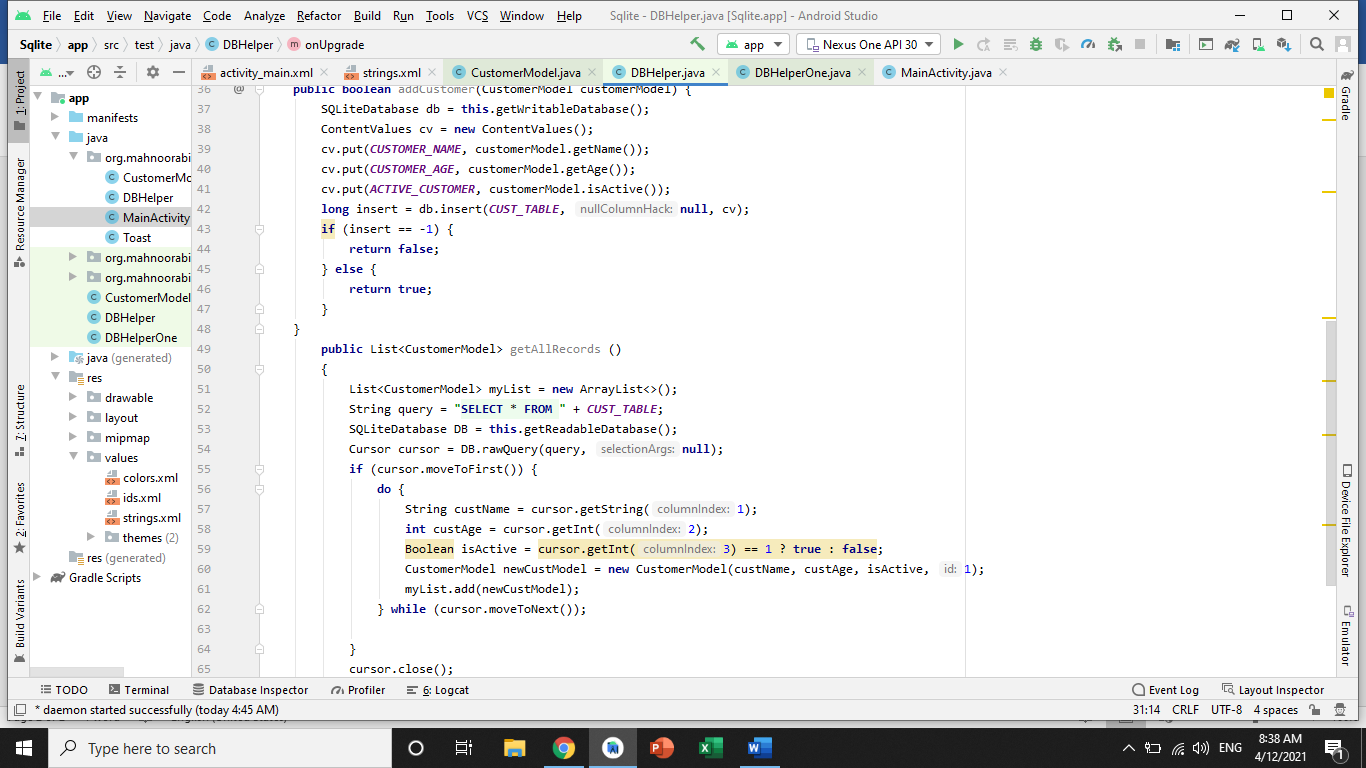 File Edit View Navigate Code Analyze Refactor Build Run Tools VCS Window Help Sqlite - DBHelper.java [Sqlite.app] - Android Studio
Sqlite app src test java DBHelper onUpgrade app Nexus One API 30
... activity_main.xml strings.xml CustomerModel.java DBHelper.java DBHelperOne.java MainActivity.java
1: Project
Resource Manager
7: Structure
2: Favorites
Build Variants
app
manifests
java
org.mahnoorabi
CustomerMo
DBHelper
MainActivity
Toast
org.mahnoorabi
org.mahnoorabi
CustomerModel
DBHelper
DBHelperOne
java (generated)
res
drawable
layout
mipmap
values
colors.xml
ids.xml
strings.xml
themes (2)
res (generated)
Gradle Scripts
36 @ public boolean addCustomer(CustomerModel customerModel) {
37 SQLiteDatabase db = this.getWritableDatabase();
38 ContentValues cv = new ContentValues();
39 cv.put(CUSTOMER_NAME, customerModel.getName());
40 cv.put(CUSTOMER_AGE, customerModel.getAge());
41 cv.put(ACTIVE_CUSTOMER, customerModel.isActive());
42 long insert = db.insert(CUST_TABLE, nullColumnHack: null, cv);
43 if (insert == -1) {
44 return false;
45 } else {
46 return true;
47 }
48 }
49 public List<CustomerModel> getAllRecords ()
50 {
51 List<CustomerModel> myList = new ArrayList<>();
52 String query = "SELECT * FROM " + CUST_TABLE;
53 SQLiteDatabase DB = this.getReadableDatabase();
54 Cursor cursor = DB.rawQuery(query, selectionArgs: null);
55 if (cursor.moveToFirst()) {
56 do {
57 String custName = cursor.getString( columnIndex: 1);
58 int custAge = cursor.getInt( columnIndex: 2);
59 Boolean isActive = cursor.getInt( columnIndex: 3) == 1 ? true : false;
60 CustomerModel newCustModel = new CustomerModel(custName, custAge, isActive, id: 1);
61 myList.add(newCustModel);
62 } while (cursor.moveToNext());
63
64 }
65 cursor.close();
Gradle
Device File Explorer
Emulator
TODO Terminal Database Inspector Profiler 6: Logcat Event Log Layout Inspector
* daemon started successfully (today 4:45 AM) 31:14 CRLF UTF-8 4 spaces
Type here to search ENG 8:38 AM
4/12/2021
1